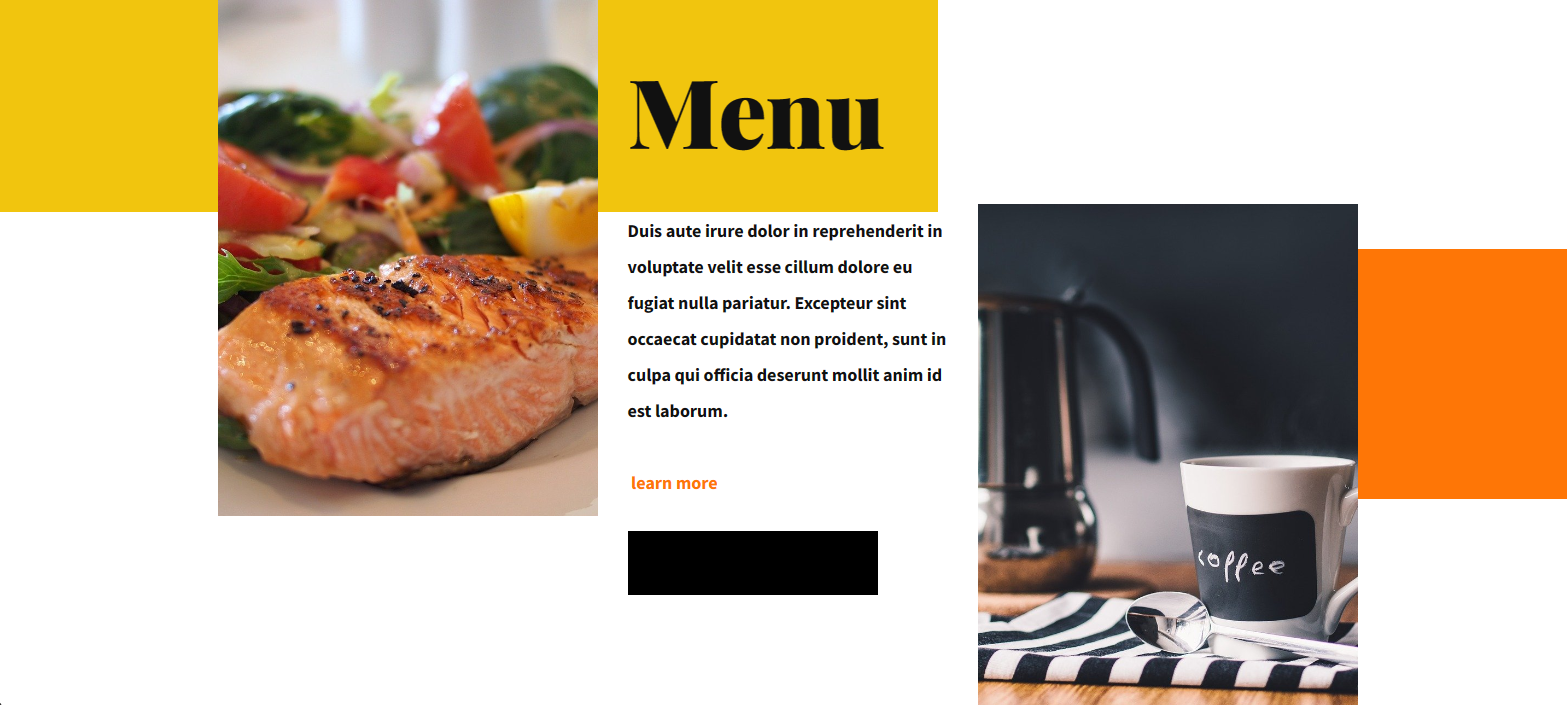 Menu
Duis aute irure dolor in reprehenderit in
voluptate velit esse cillum dolore eu
fugiat nulla pariatur. Excepteur sint
occaecat cupidatat non proident, sunt in
culpa qui officia deserunt mollit anim id
est laborum.
learn more
coffee